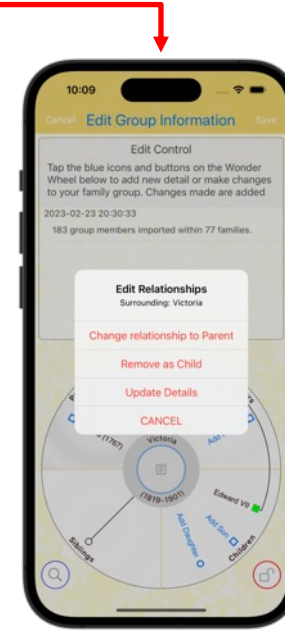 10:09
Cancel Edit Group Information Save
Edit Control
Tap the blue icons and buttons on the Wonder
Wheel below to add new detail or make changes
to your family group. Changes made are added
2023-02-23 20:30:33
183 group members imported within 77 families.
Edit Relationships
Surrounding: Victoria
Change relationship to Parent
Remove as Child
Update Details
CANCEL
(1767)
Victoria
Add
Edward VII
(1819-1901)
Add Son
Add Daughter
Siblings
Children